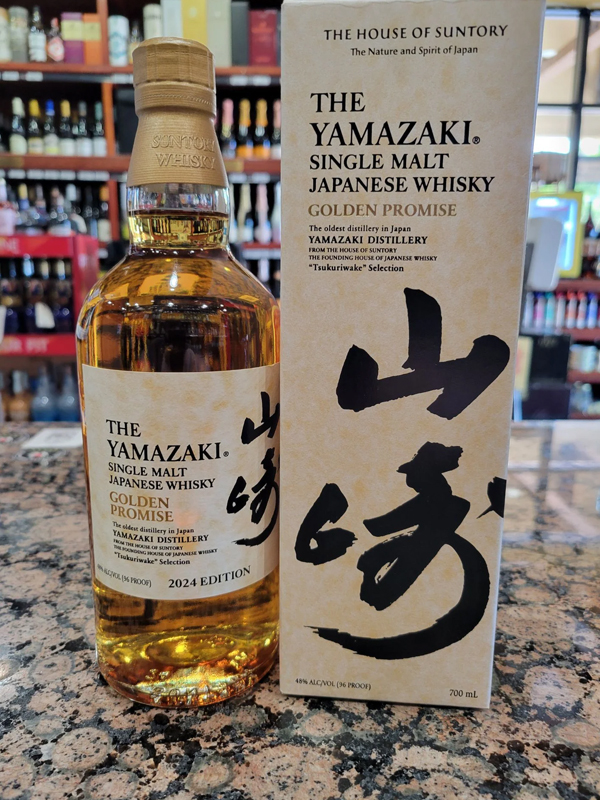 SUNTORY
WHISKY
THE
YAMAZAKI®
SINGLE MALT
JAPANESE WHISKY
GOLDEN
PROMISE
The oldest distillery in Japan
YAMAZAKI DISTILLERY
FROM THE HOUSE OF SUNTORY
THE FOUNDING HOUSE OF JAPANESE WHISKY
"Tsukuriwake" Selection
ALC/VOL (96 PROOF)
2024 EDITION
山崎
THE HOUSE OF SUNTORY
The Nature and Spirit of Japan
THE
YAMAZAKI®
SINGLE MALT
JAPANESE WHISKY
GOLDEN PROMISE
The oldest distillery in Japan
YAMAZAKI DISTILLERY
FROM THE HOUSE OF SUNTORY
THE FOUNDING HOUSE OF JAPANESE WHISKY
"Tsukuriwake" Selection
山崎
48% ALC/VOL (96 PROOF)
700 mL